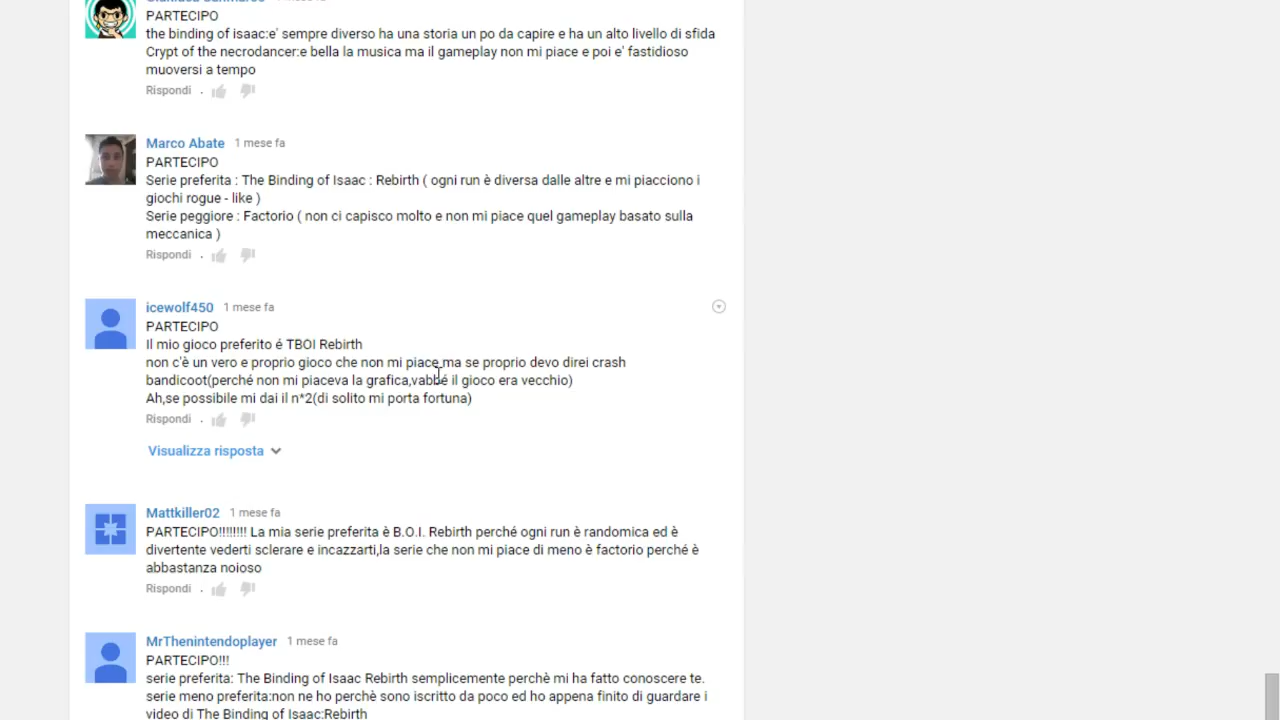 PARTECIPO
the binding of isaac:e' sempre diverso ha una storia un po da capire e ha un alto livello di sfida
Crypt of the necrodancer:e bella la musica ma il gameplay non mi piace e poi e' fastidioso
muoversi a tempo
Rispondi .
Marco Abate 1 mese fa
PARTECIPO
Serie preferita : The Binding of Isaac : Rebirth ( ogni run è diversa dalle altre e mi piacciono i
giochi rogue - like )
Serie peggiore : Factorio ( non ci capisco molto e non mi piace quel gameplay basato sulla
meccanica )
Rispondi .
icewolf450 1 mese fa
PARTECIPO
Il mio gioco preferito é TBOI Rebirth
non c'è un vero e proprio gioco che non mi piace,ma se proprio devo direi crash
bandicoot(perché non mi piaceva la grafica,vabbé il gioco era vecchio)
Ah,se possibile mi dai il n*2(di solito mi porta fortuna)
Rispondi .
Visualizza risposta
Mattkiller02 1 mese fa
PARTECIPO!!!!!!!! La mia serie preferita è B.O.I. Rebirth perché ogni run è randomica ed è
divertente vederti sclerare e incazzarti,la serie che non mi piace di meno è factorio perché è
abbastanza noioso
Rispondi .
MrThenintendoplayer 1 mese fa
PARTECIPO!!!
serie preferita: The Binding of Isaac Rebirth semplicemente perchè mi ha fatto conoscere te.
serie meno preferita:non ne ho perchè sono iscritto da poco ed ho appena finito di guardare i
video di The Binding of Isaac:Rebirth